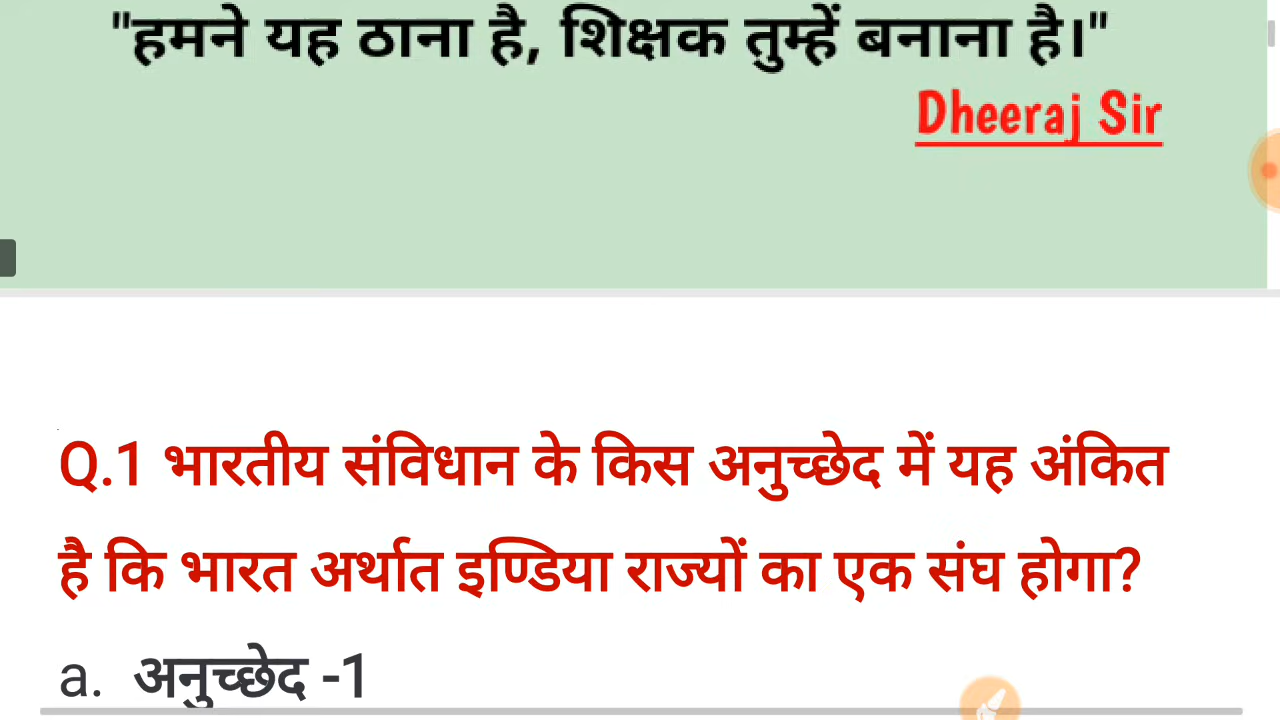 "हमने यह ठाना है, शिक्षक तुम्हें बनाना है।"
Dheeraj Sir
Q.1 भारतीय संविधान के किस अनुच्छेद में यह अंकित
है कि भारत अर्थात इण्डिया राज्यों का एक संघ होगा?
a. अनुच्छेद -1